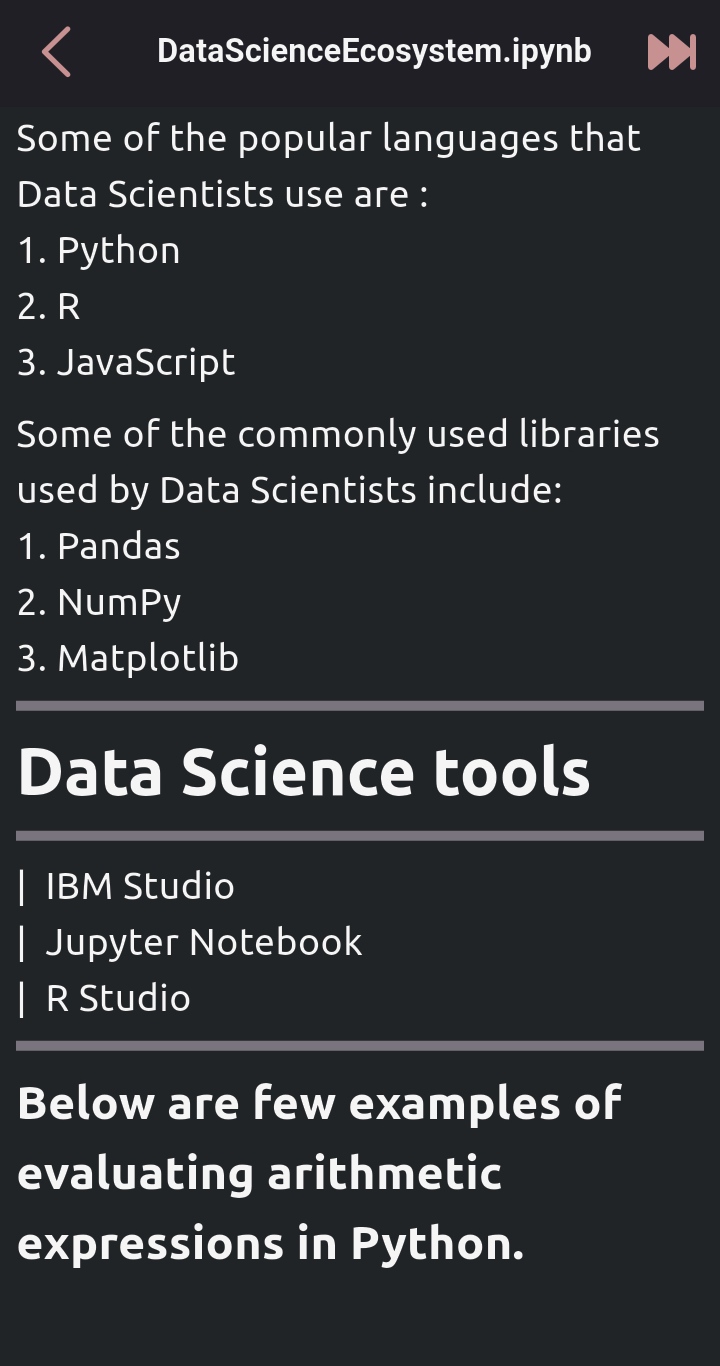 DataScienceEcosystem.ipynb
Some of the popular languages that
Data Scientists use are :
1. Python
2. R
3. JavaScript
Some of the commonly used libraries
used by Data Scientists include:
1. Pandas
2. NumPy
3. Matplotlib
Data Science tools
| IBM Studio
| Jupyter Notebook
| R Studio
Below are few examples of
evaluating arithmetic
expressions in Python.